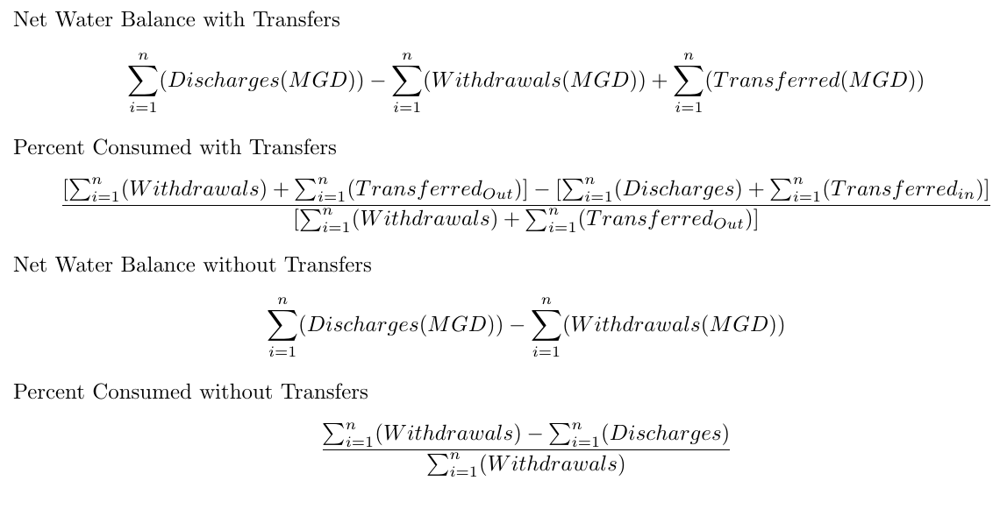 Net Water Balance with Transfers
\sum_{i=1}^{n}(Discharges(MGD)) - \sum_{i=1}^{n}(Withdrawals(MGD)) + \sum_{i=1}^{n}(Transferred(MGD))
Percent Consumed with Transfers
\frac{[\sum_{i=1}^{n}(Withdrawals) + \sum_{i=1}^{n}(Transferred_{Out})] - [\sum_{i=1}^{n}(Discharges) + \sum_{i=1}^{n}(Transferred_{in})]}{[\sum_{i=1}^{n}(Withdrawals) + \sum_{i=1}^{n}(Transferred_{Out})]}
Net Water Balance without Transfers
\sum_{i=1}^{n}(Discharges(MGD)) - \sum_{i=1}^{n}(Withdrawals(MGD))
Percent Consumed without Transfers
\frac{\sum_{i=1}^{n}(Withdrawals) - \sum_{i=1}^{n}(Discharges)}{\sum_{i=1}^{n}(Withdrawals)}